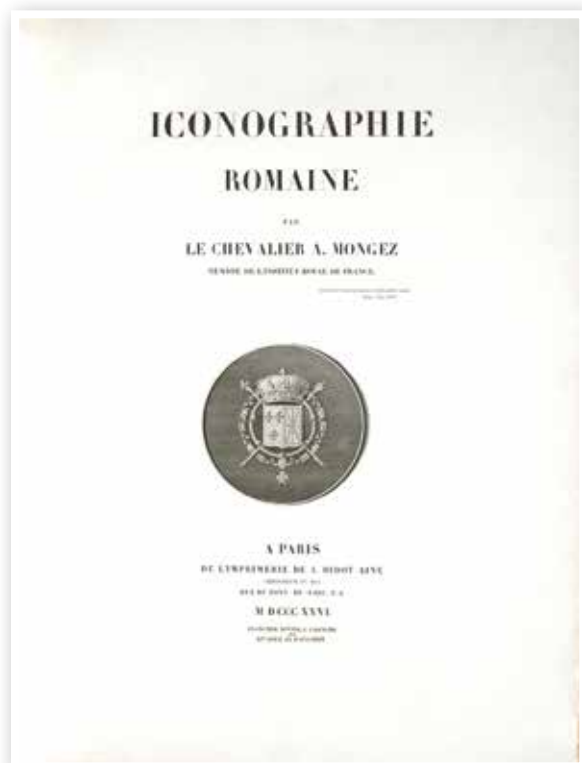 ICONOGRAPHIE
ROMAINE
PAR
LE CHEVALIER A. MONGEZ
MEMBRE DE L'INSTITUT ROYAL DE FRANCE.
A PARIS
DE L'IMPRIMERIE DE J. DIDOT AINÉ
RUE DU PONT DE
M DCCC XXVI.